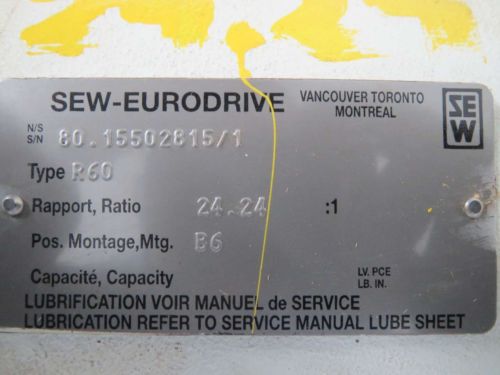 SEW-EURODRIVE
VANCOUVER TORONTO
MONTREAL
SEW
N/S
S/N 80.15502815/1
Type R60
Rapport, Ratio 24.24 :1
Pos. Montage,Mtg. B6
Capacité, Capacity LV. PCE
LB. IN.
LUBRIFICATION VOIR MANUEL de SERVICE
LUBRICATION REFER TO SERVICE MANUAL LUBE SHEET